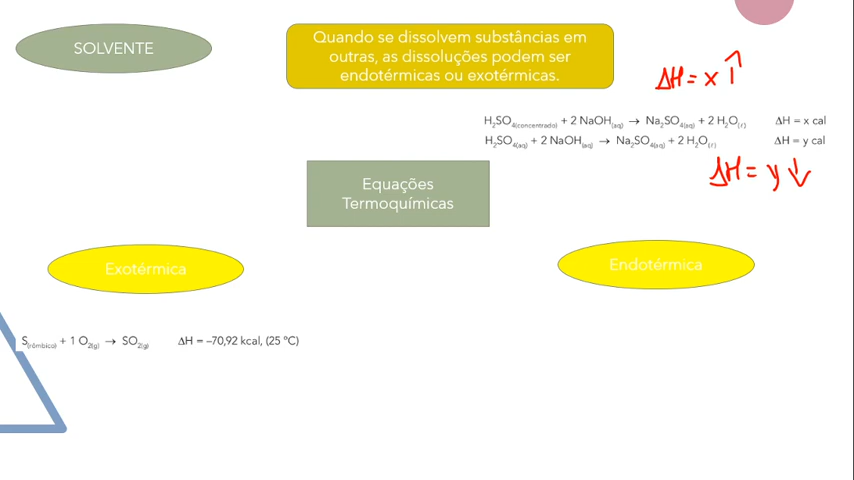 SOLVENTE
Quando se dissolvem substâncias em
outras, as dissoluções podem ser
endotérmicas ou exotérmicas.
ΔH = x ↑
H₂SO₄(concentrado) + 2 NaOH(aq) → Na₂SO₄(aq) + 2 H₂O(ℓ) ΔH = x cal
H₂SO₄(aq) + 2 NaOH(aq) → Na₂SO₄(aq) + 2 H₂O(ℓ) ΔH = y cal
ΔH = y ↓
Equações
Termoquímicas
Exotérmica
Endotérmica
S(rômbico) + 1 O₂(g) → SO₂(g) ΔH = –70,92 kcal, (25 ºC)